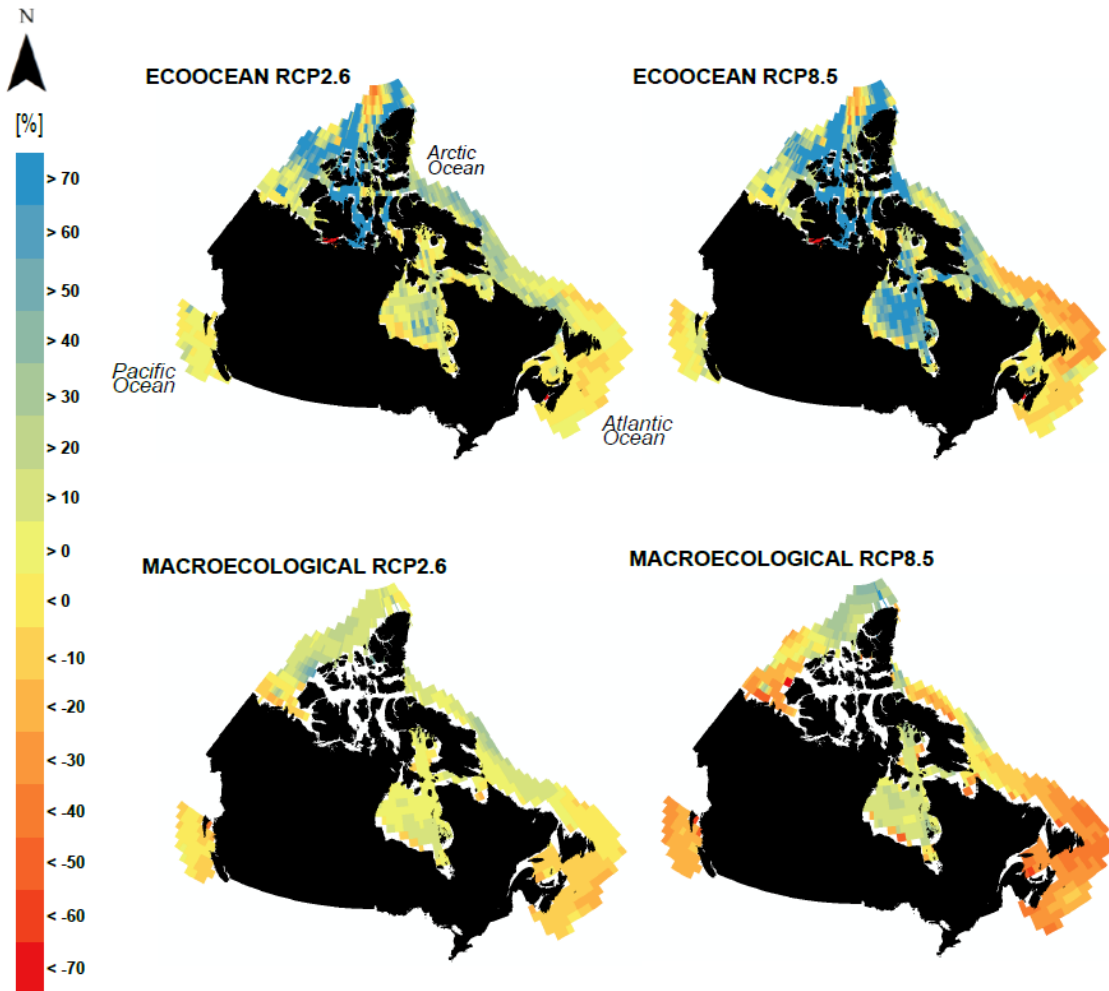 N
[%]
> 70
> 60
> 50
> 40
> 30
> 20
> 10
> 0
< 0
< -10
< -20
< -30
< -40
< -50
< -60
< -70
ECOOCEAN RCP2.6
Arctic
Ocean
Pacific
Ocean
Atlantic
Ocean
ECOOCEAN RCP8.5
MACROECOLOGICAL RCP2.6
MACROECOLOGICAL RCP8.5